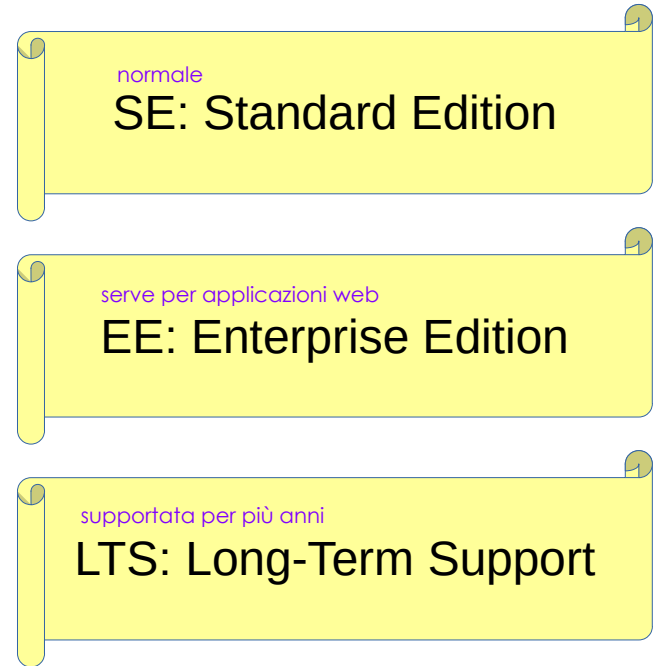 normale
SE: Standard Edition
serve per applicazioni web
EE: Enterprise Edition
supportata per più anni
LTS: Long-Term Support